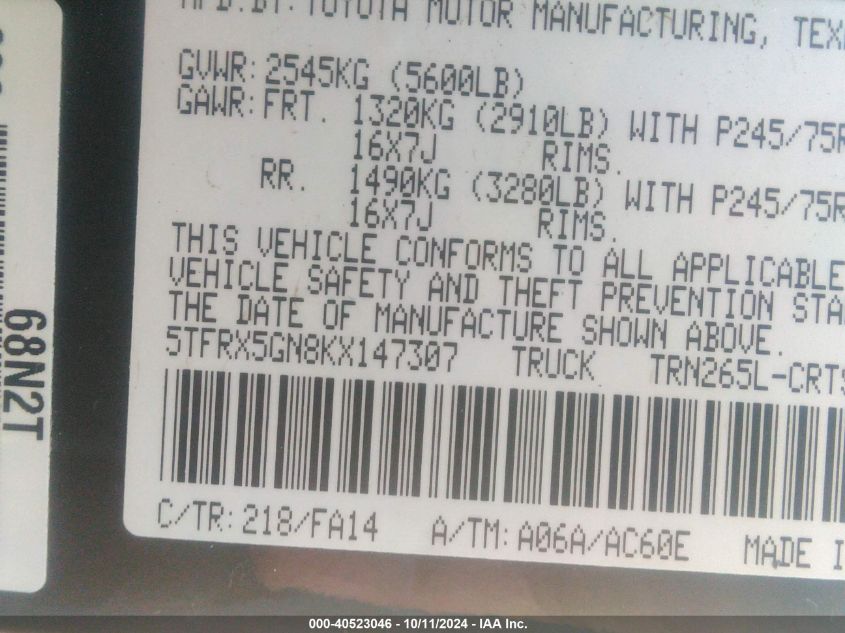 MFD.BY: TOYOTA MOTOR MANUFACTURING,
GVWR: 2545KG (5600LB)
GAWR: FRT. 1320KG (2910LB) WITH P245/75R
16X7J RIMS.
RR. 1490KG (3280LB) WITH P245/75R
16X7J RIMS.
THIS VEHICLE CONFORMS TO ALL APPLICABLE
VEHICLE SAFETY AND THEFT PREVENTION STA
THE DATE OF MANUFACTURE SHOWN ABOVE.
5TFRX5GN8KX147307 TRUCK TRN265L-CRTS
C/TR: 218/FA14 A/TM: A06A/AC60E MADE I
68N2T
000-40523046 - 10/11/2024 - IAA Inc.